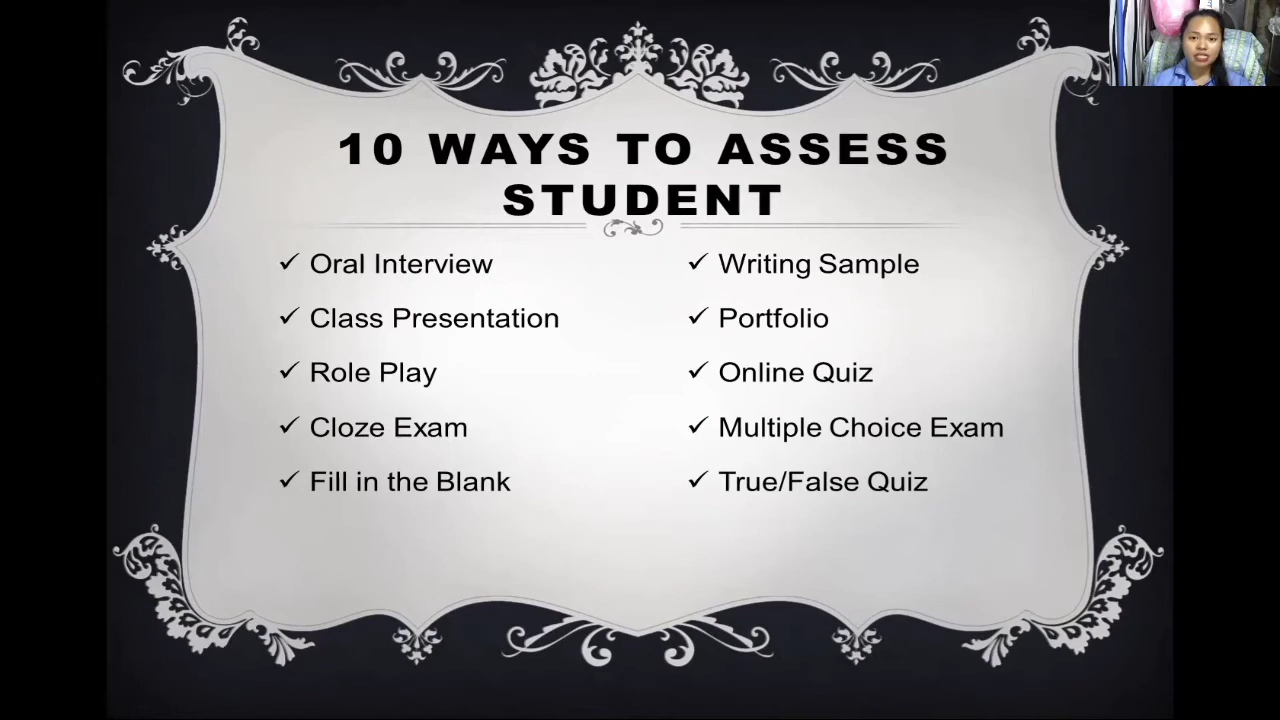 10 WAYS TO ASSESS
STUDENT
✓ Oral Interview
✓ Class Presentation
✓ Role Play
✓ Cloze Exam
✓ Fill in the Blank
✓ Writing Sample
✓ Portfolio
✓ Online Quiz
✓ Multiple Choice Exam
✓ True/False Quiz